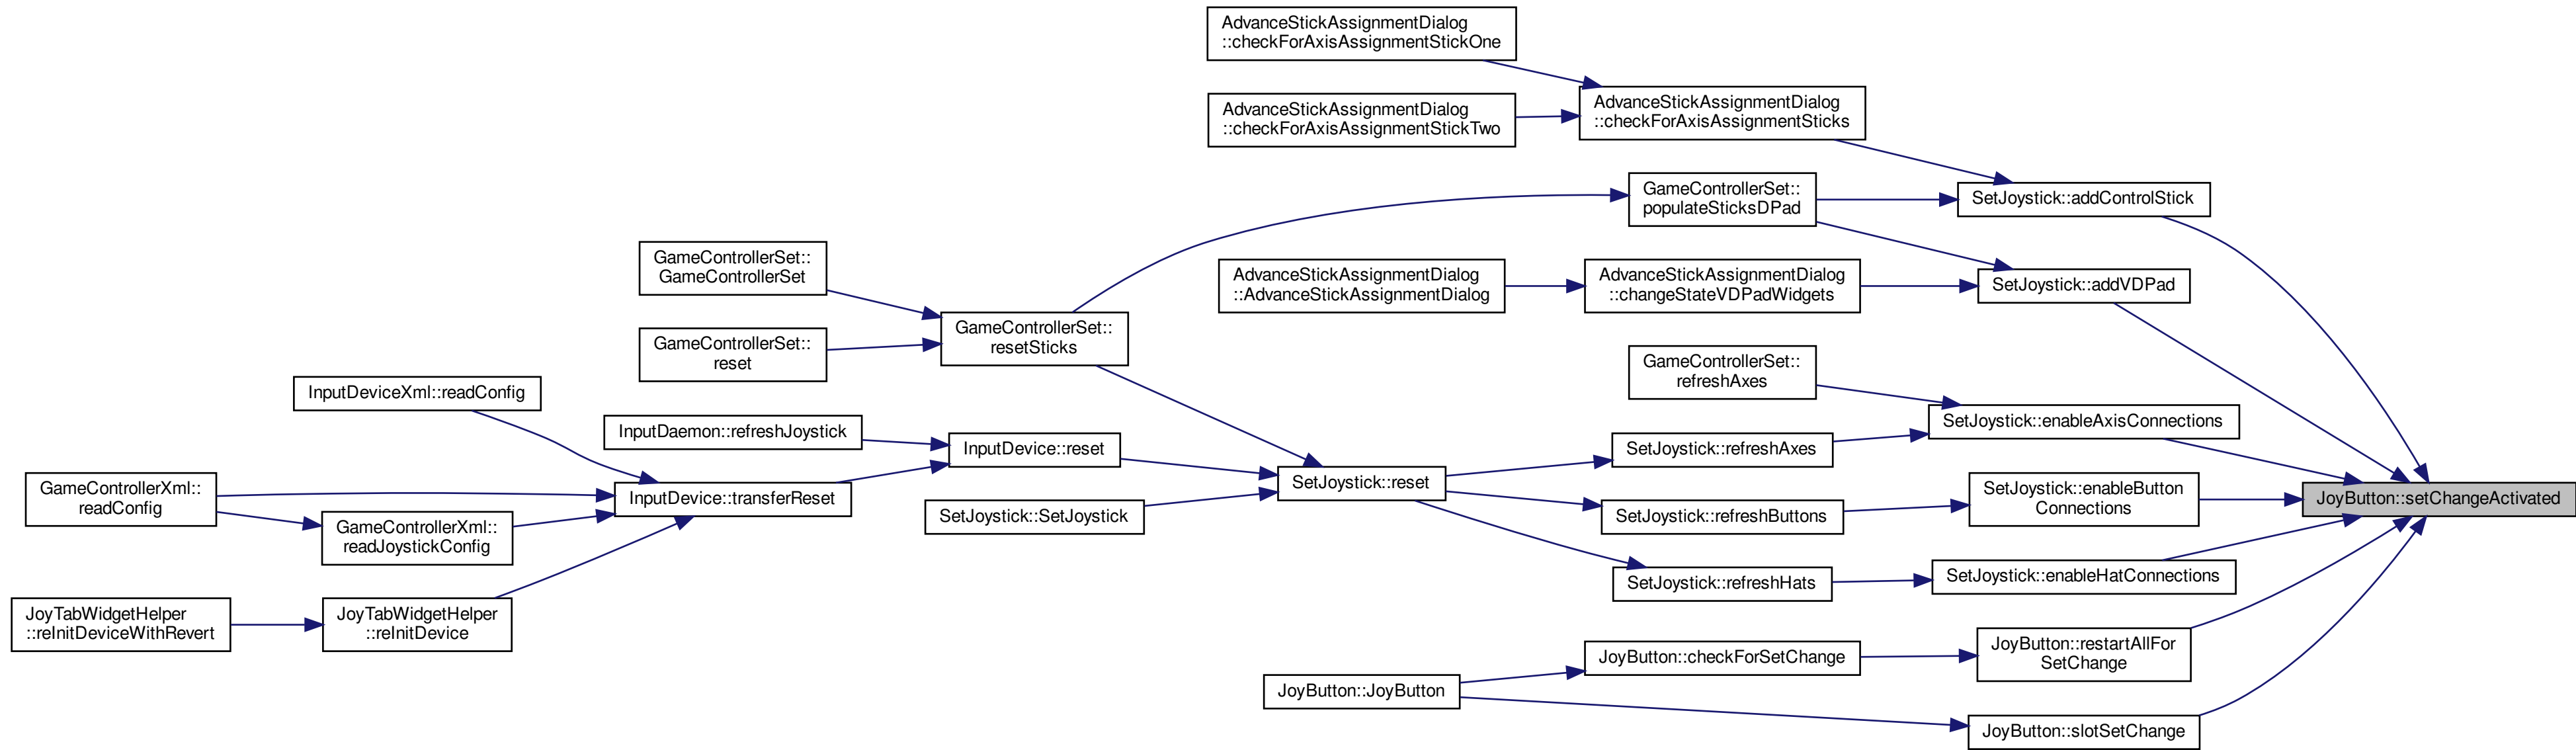 AdvanceStickAssignmentDialog
::checkForAxisAssignmentStickOne
AdvanceStickAssignmentDialog
::checkForAxisAssignmentSticks
AdvanceStickAssignmentDialog
::checkForAxisAssignmentStickTwo
GameControllerSet::
populateSticksDPad
SetJoystick::addControlStick
GameControllerSet::
GameControllerSet
AdvanceStickAssignmentDialog
::AdvanceStickAssignmentDialog
AdvanceStickAssignmentDialog
::changeStateVDPadWidgets
SetJoystick::addVDPad
GameControllerSet::
resetSticks
GameControllerSet::
reset
GameControllerSet::
refreshAxes
InputDeviceXml::readConfig
InputDaemon::refreshJoystick
InputDevice::reset
SetJoystick::refreshAxes
SetJoystick::enableAxisConnections
GameControllerXml::
readConfig
InputDevice::transferReset
SetJoystick::SetJoystick
SetJoystick::reset
SetJoystick::refreshButtons
SetJoystick::enableButton
Connections
JoyButton::setChangeActivated
GameControllerXml::
readJoystickConfig
SetJoystick::refreshHats
SetJoystick::enableHatConnections
JoyTabWidgetHelper
::reInitDeviceWithRevert
JoyTabWidgetHelper
::reInitDevice
JoyButton::checkForSetChange
JoyButton::restartAllFor
SetChange
JoyButton::JoyButton
JoyButton::slotSetChange